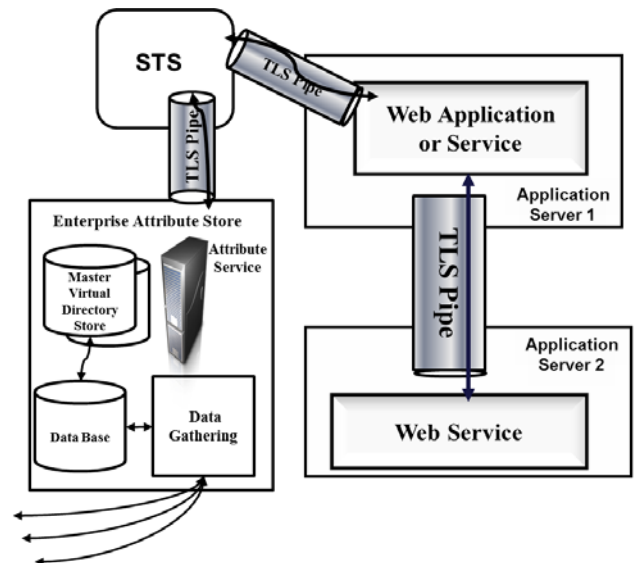 STS
TLS Pipe
TLS Pipe
Web Application
or Service
Application
Server 1
Enterprise Attribute Store
Attribute
Service
Master
Virtual
Directory
Store
TLS Pipe
Application
Server 2
Data Base
Data
Gathering
Web Service